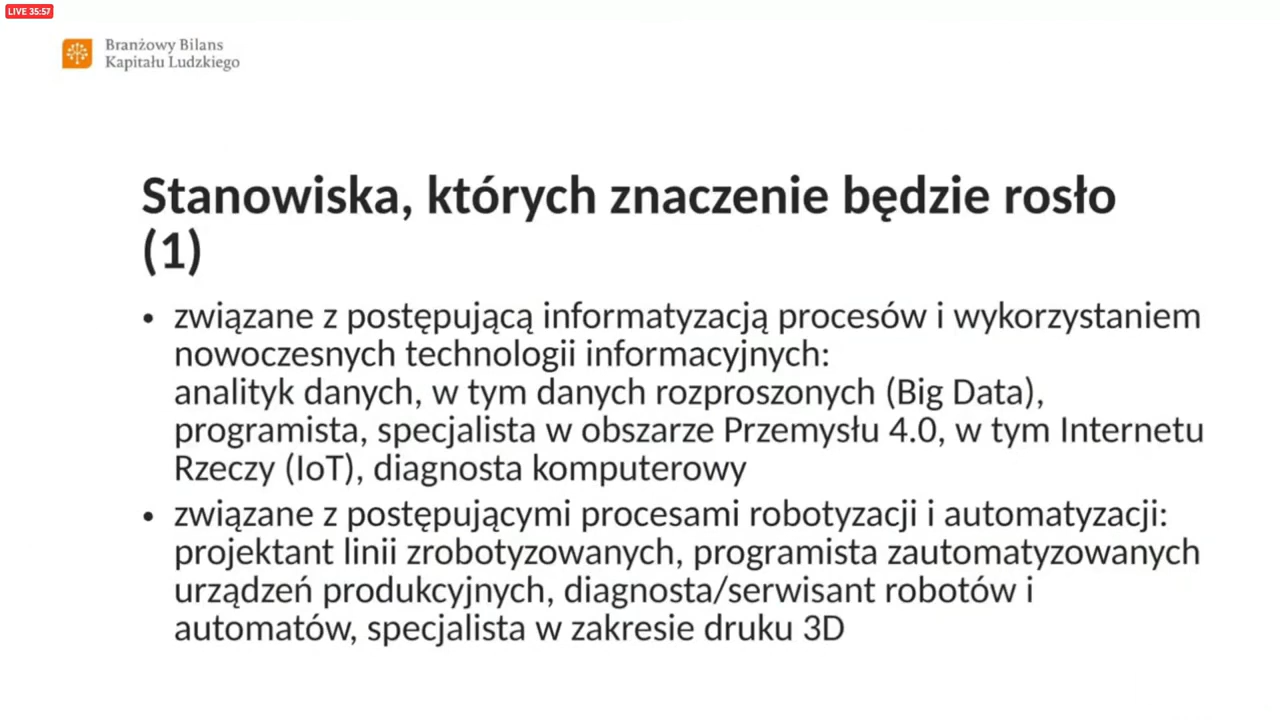 LIVE 35:57
Branżowy Bilans
Kapitału Ludzkiego
Stanowiska, których znaczenie będzie rosło
(1)
• związane z postępującą informatyzacją procesów i wykorzystaniem
nowoczesnych technologii informacyjnych:
analityk danych, w tym danych rozproszonych (Big Data),
programista, specjalista w obszarze Przemysłu 4.0, w tym Internetu
Rzeczy (IoT), diagnosta komputerowy
• związane z postępującymi procesami robotyzacji i automatyzacji:
projektant linii zrobotyzowanych, programista zautomatyzowanych
urządzeń produkcyjnych, diagnosta/serwisant robotów i
automatów, specjalista w zakresie druku 3D